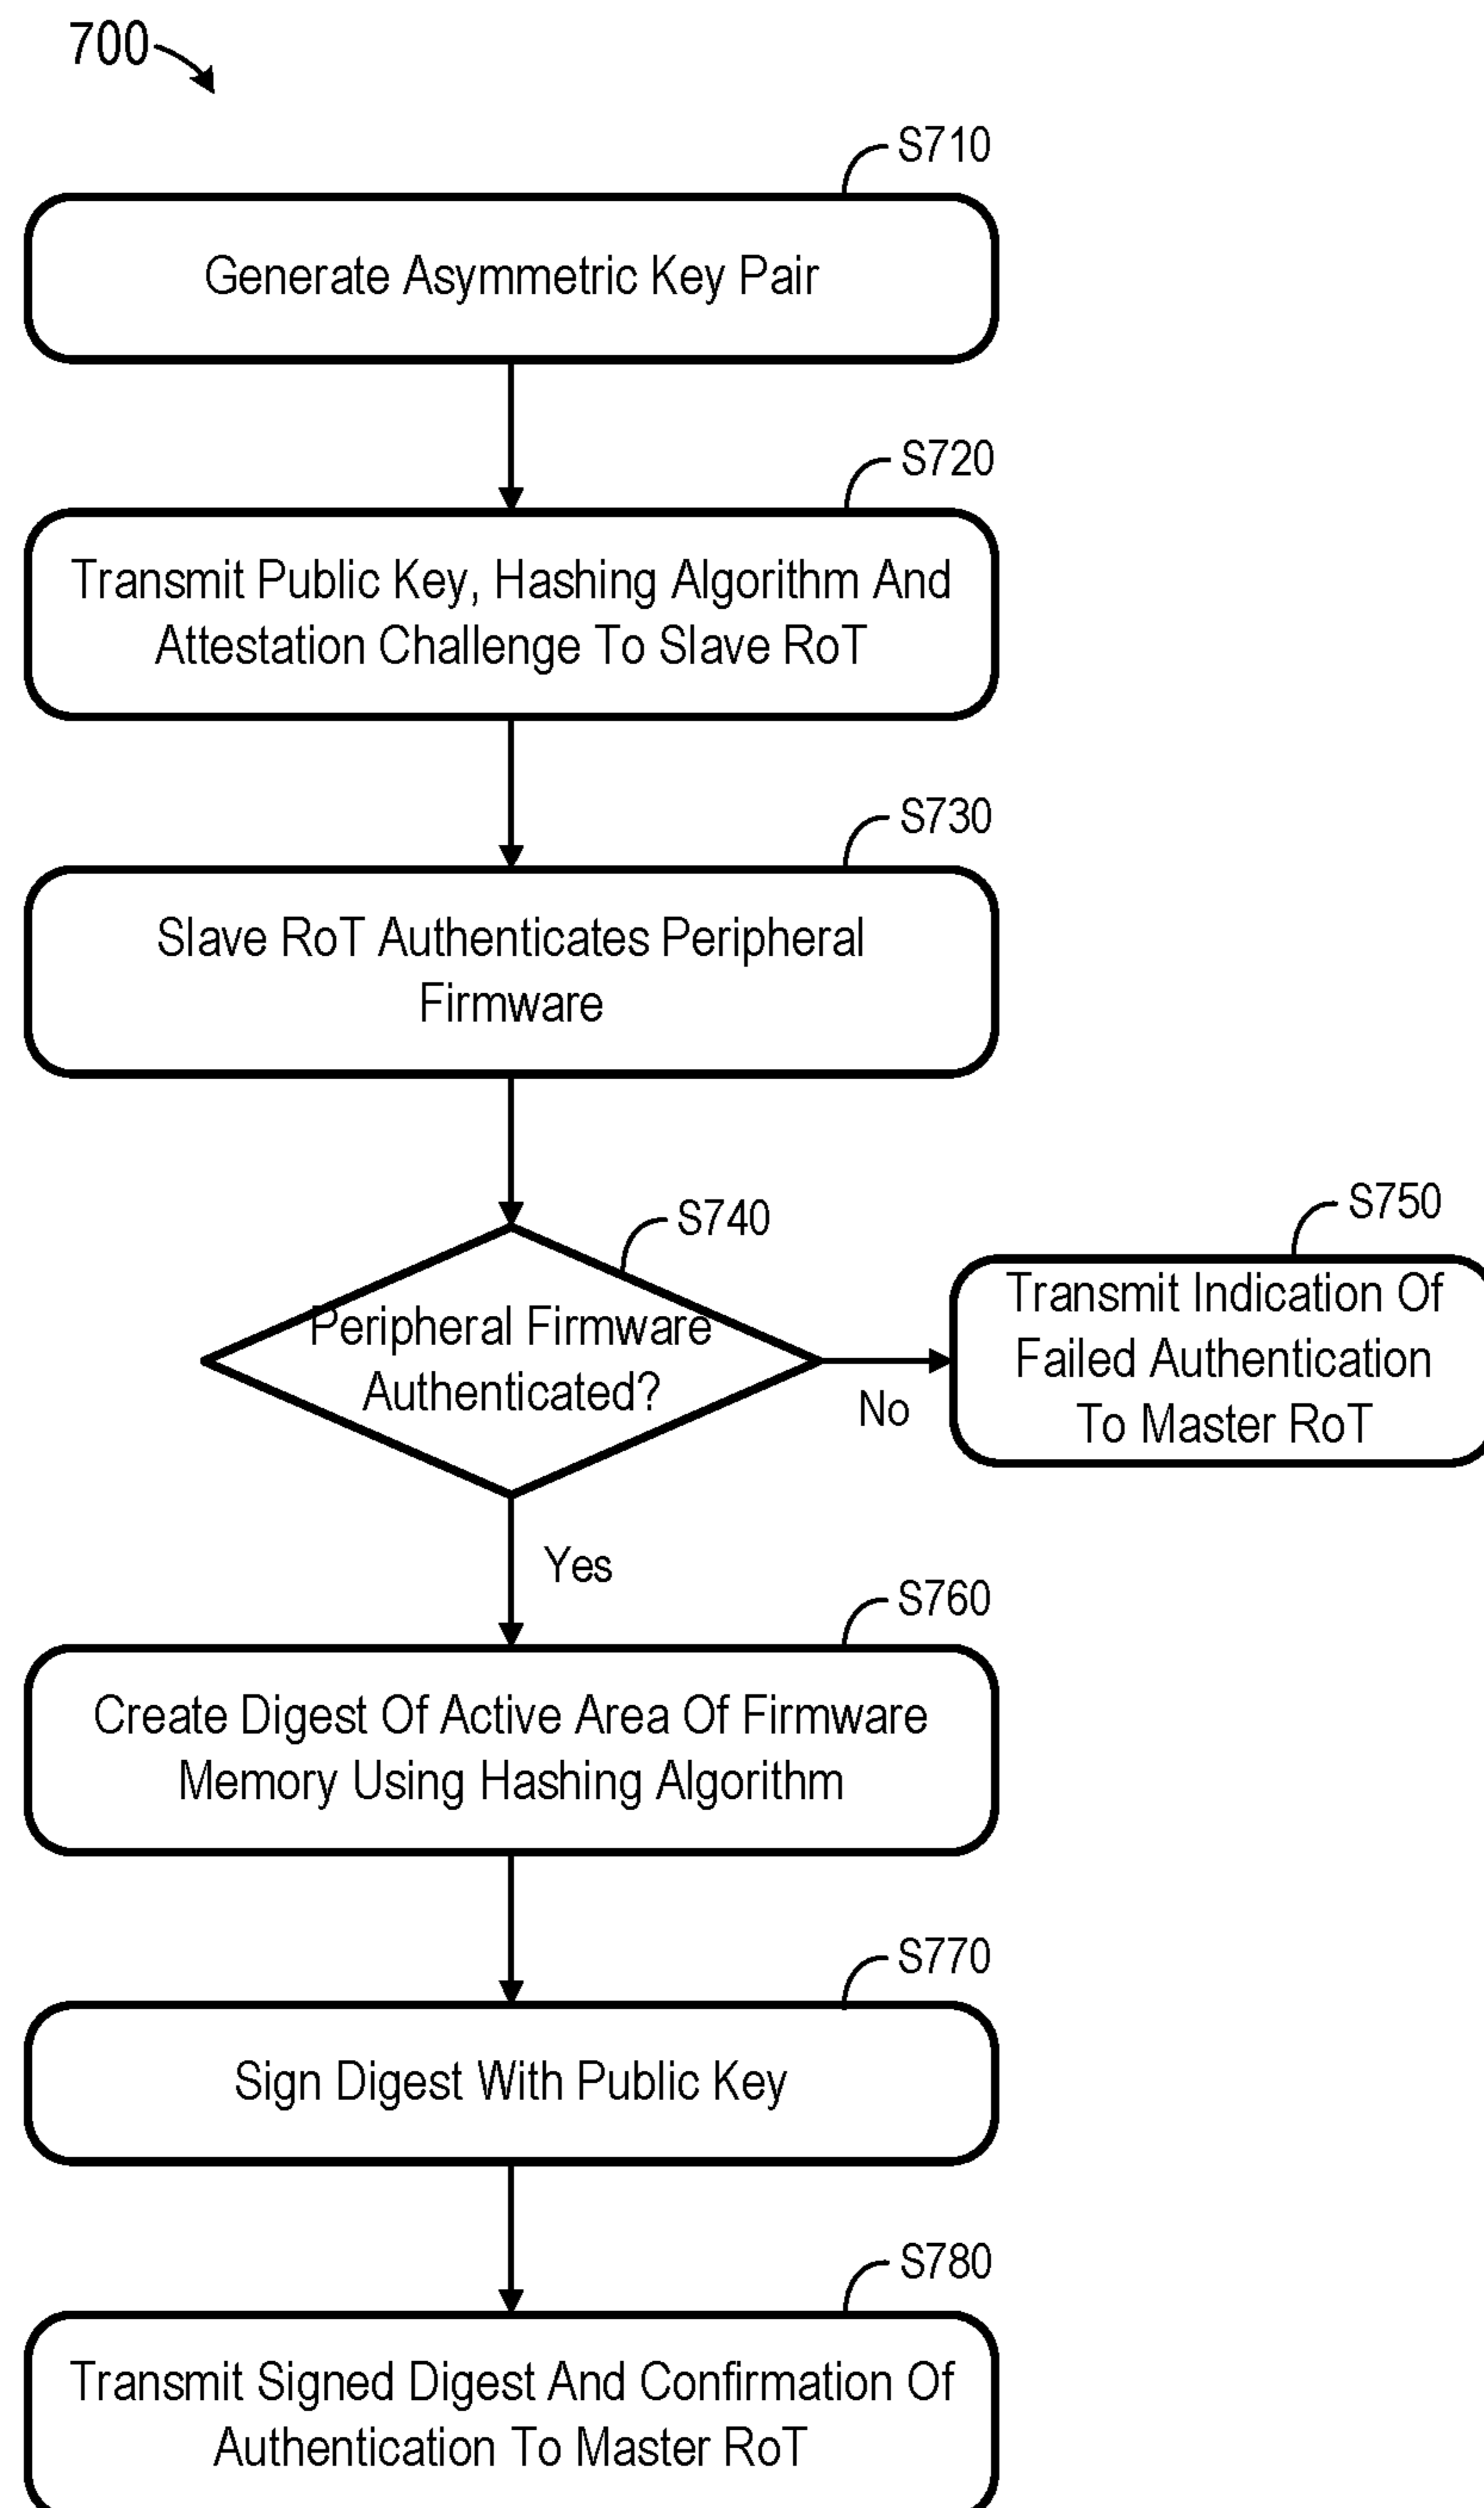 700
S710
Generate Asymmetric Key Pair
S720
Transmit Public Key, Hashing Algorithm And
Attestation Challenge To Slave RoT
S730
Slave RoT Authenticates Peripheral
Firmware
S740
Peripheral Firmware
Authenticated?
No
S750
Transmit Indication Of
Failed Authentication
To Master RoT
Yes
S760
Create Digest Of Active Area Of Firmware
Memory Using Hashing Algorithm
S770
Sign Digest With Public Key
S780
Transmit Signed Digest And Confirmation Of
Authentication To Master RoT